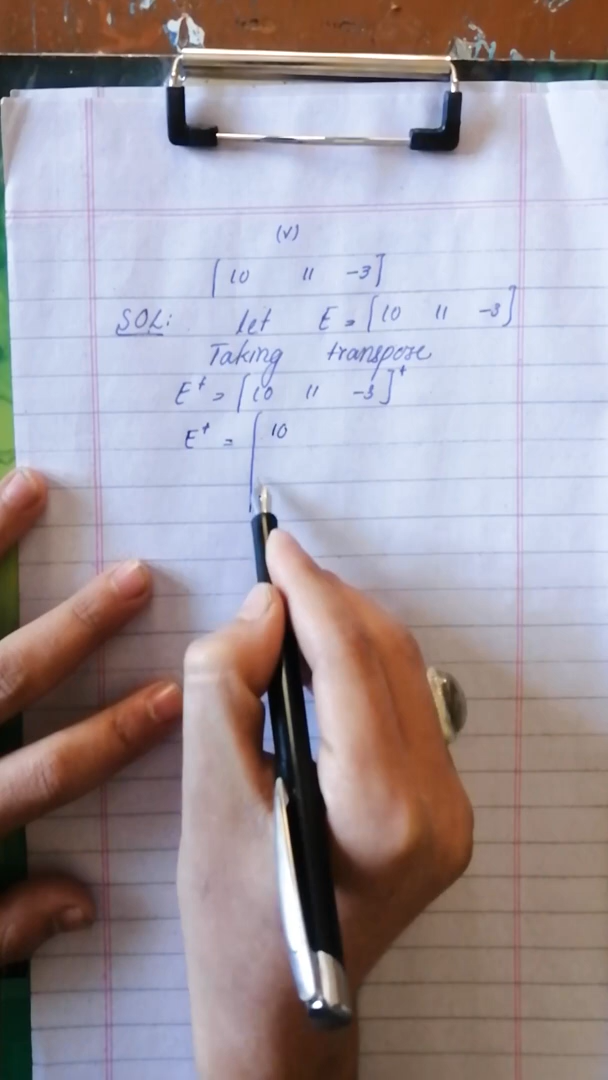 (v)
[10 11 -3]
SOL: let E = [10 11 -3]
Taking transpose
E^t = [10 11 -3]^t
E^t = [10